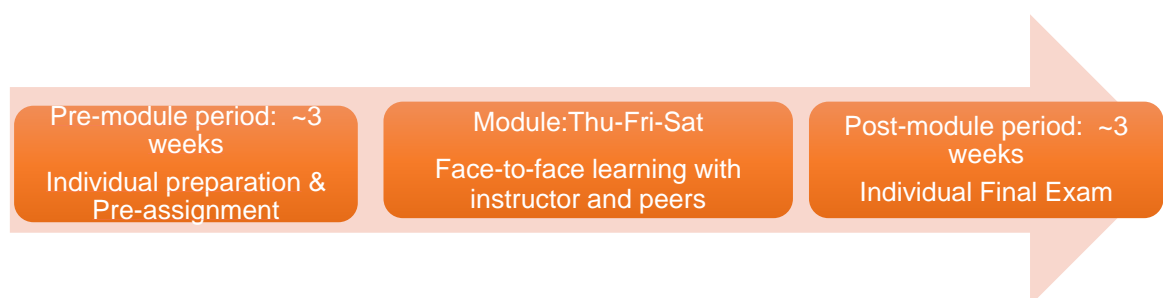 Pre-module period: ~3
weeks
Individual preparation &
Pre-assignment
Module:Thu-Fri-Sat
Face-to-face learning with
instructor and peers
Post-module period: ~3
weeks
Individual Final Exam